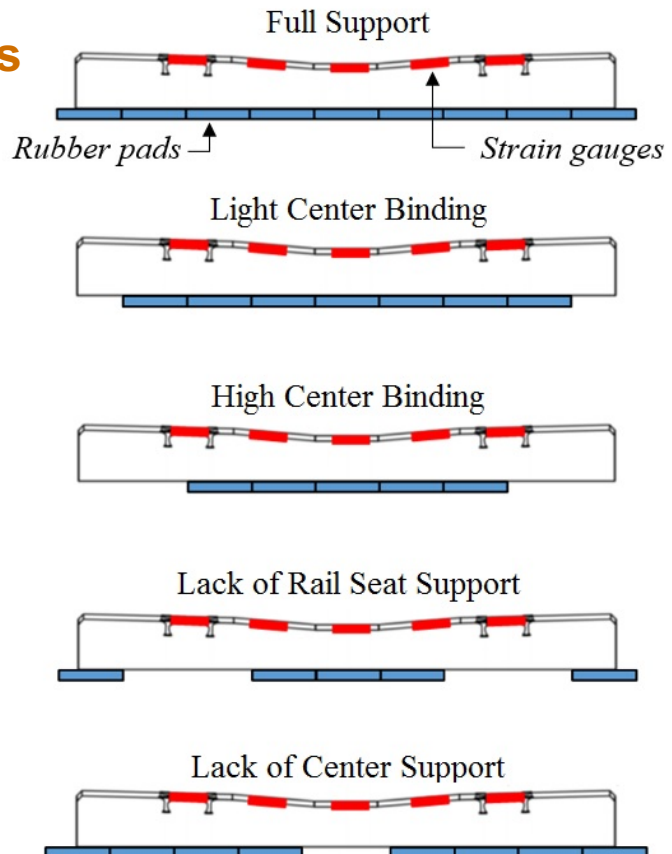 s
Full Support
Rubber pads
Strain gauges
Light Center Binding
High Center Binding
Lack of Rail Seat Support
Lack of Center Support